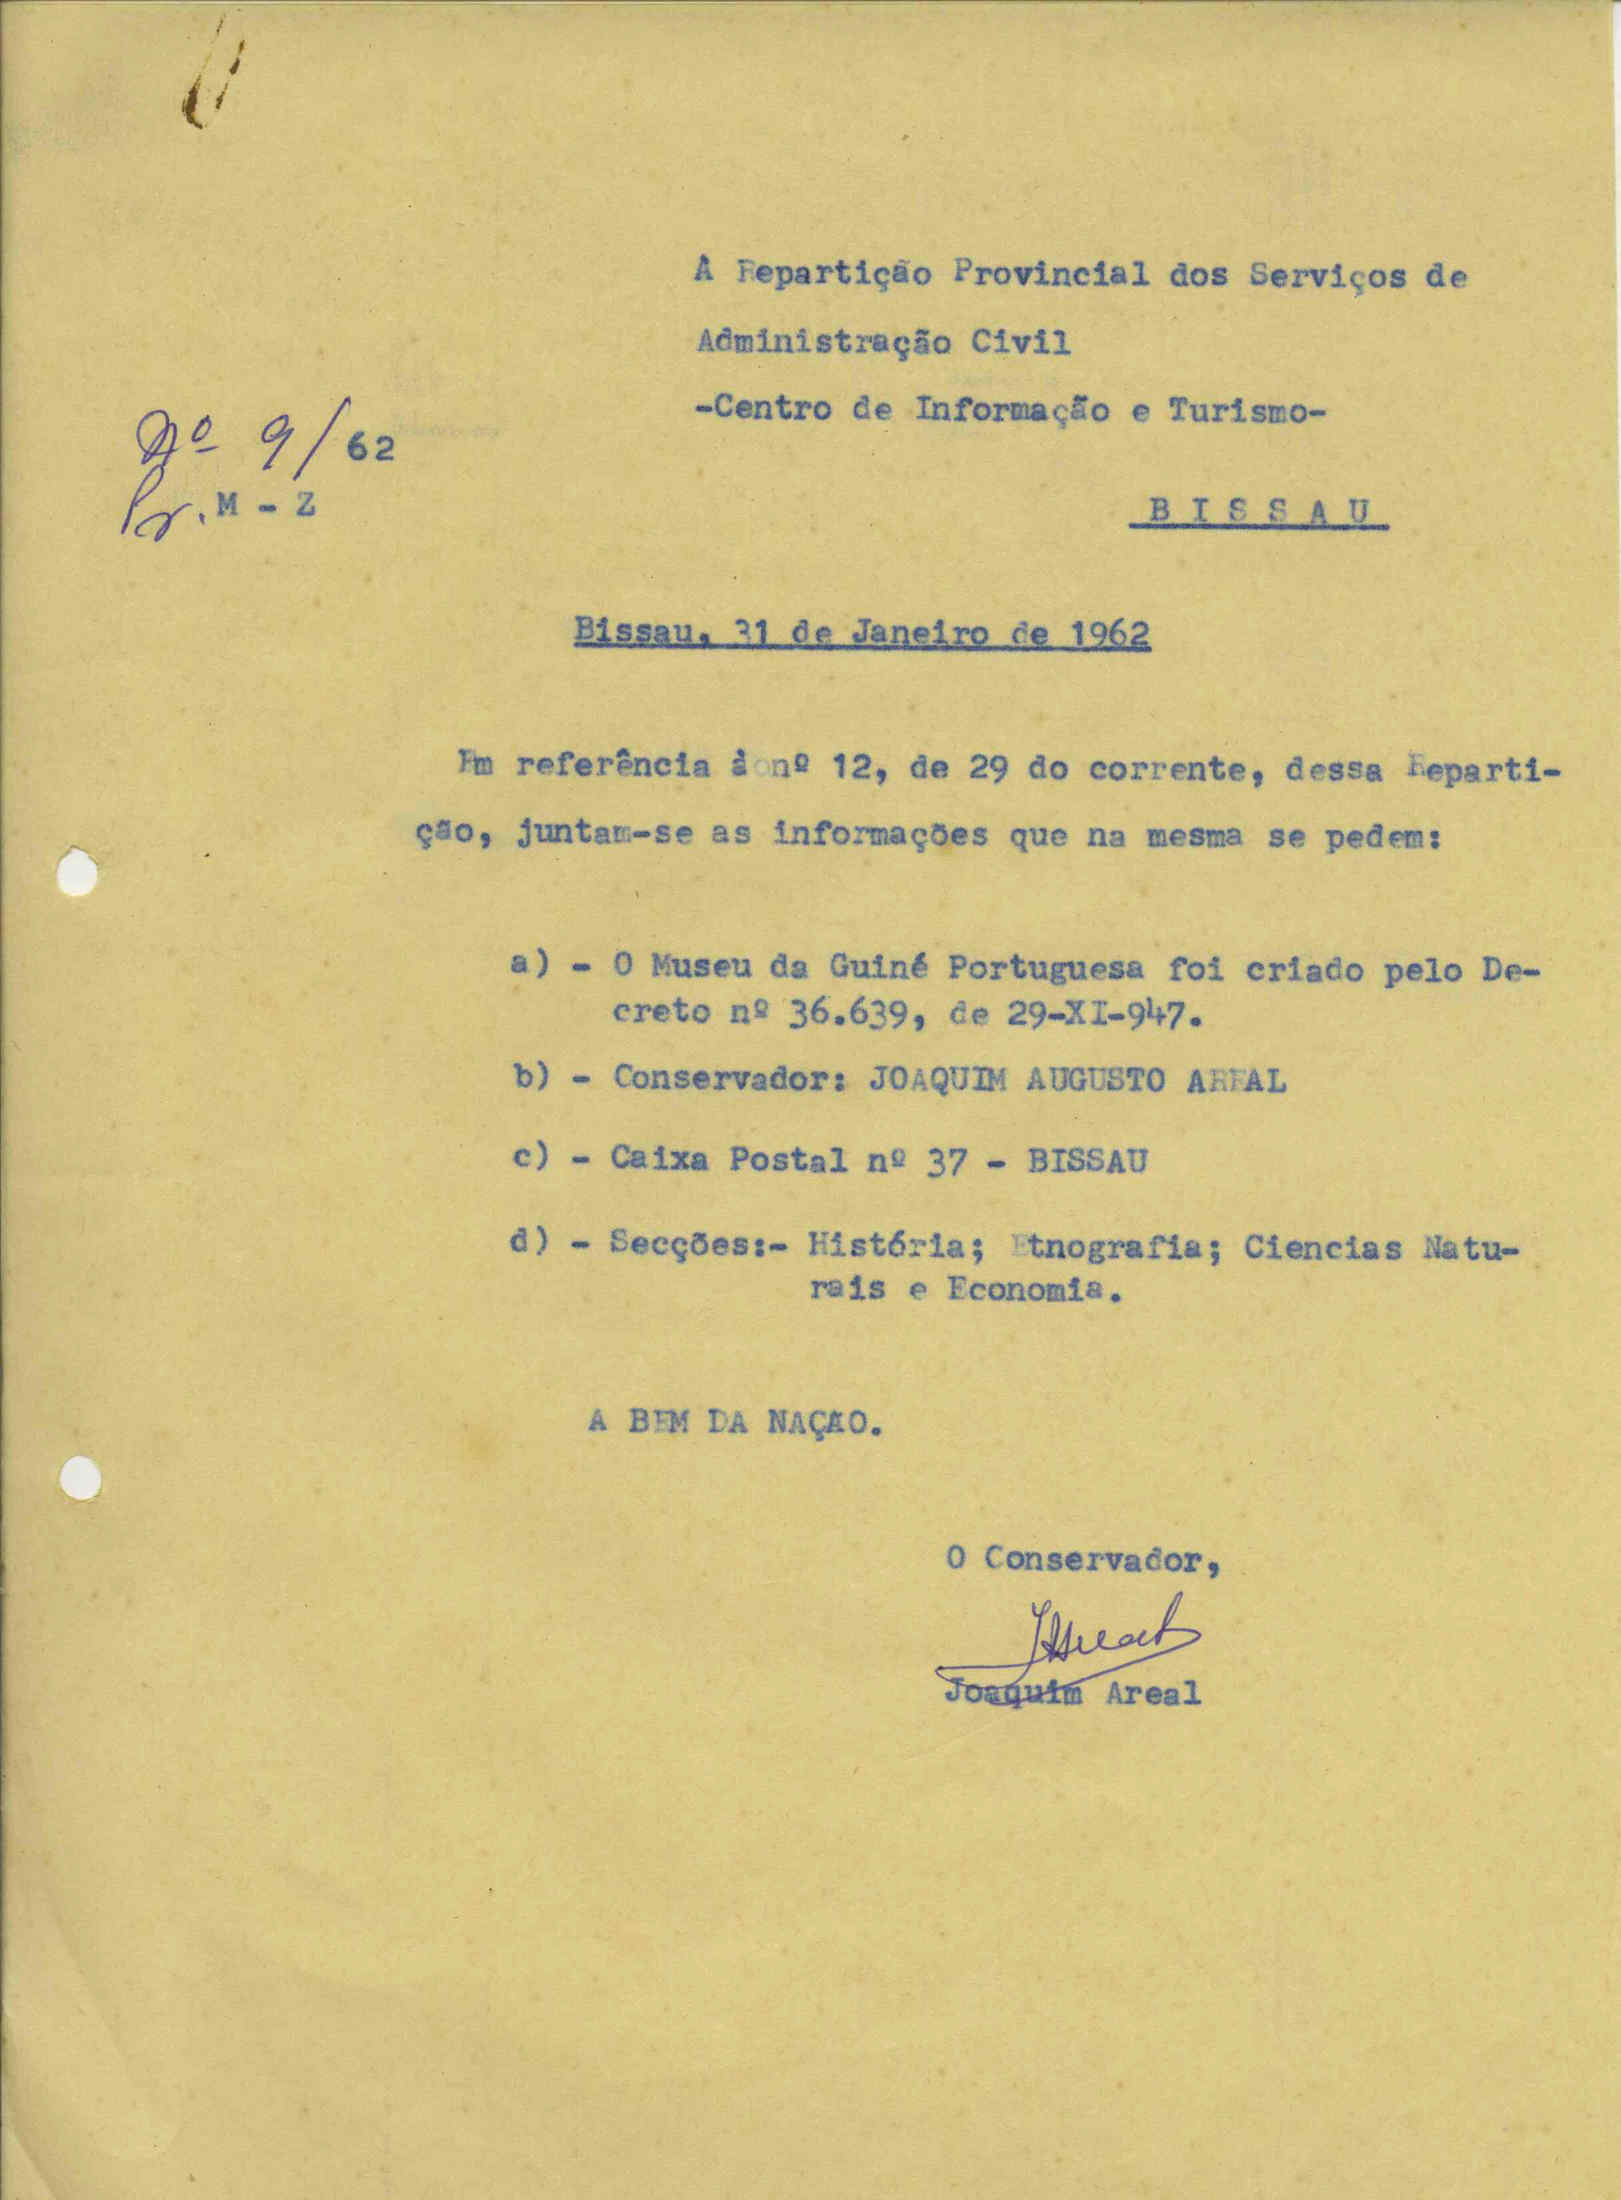 À Repartição Provincial dos Serviços de
Administração Civil
-Centro de Informação e Turismo-
Nº 9/62
Pr. M - Z
B I S S A U
Bissau, 31 de Janeiro de 1962
Em referência à nº 12, de 29 do corrente, dessa Reparti-
ção, juntam-se as informações que na mesma se pedem:
a) - O Museu da Guiné Portuguesa foi criado pelo De-
creto nº 36.639, de 29-XI-947.
b) - Conservador: JOAQUIM AUGUSTO AREAL
c) - Caixa Postal nº 37 - BISSAU
d) - Secções:- História; Etnografia; Ciencias Natu-
rais e Economia.
A BEM DA NAÇÃO.
O Conservador,
JAreal
Joaquim Areal